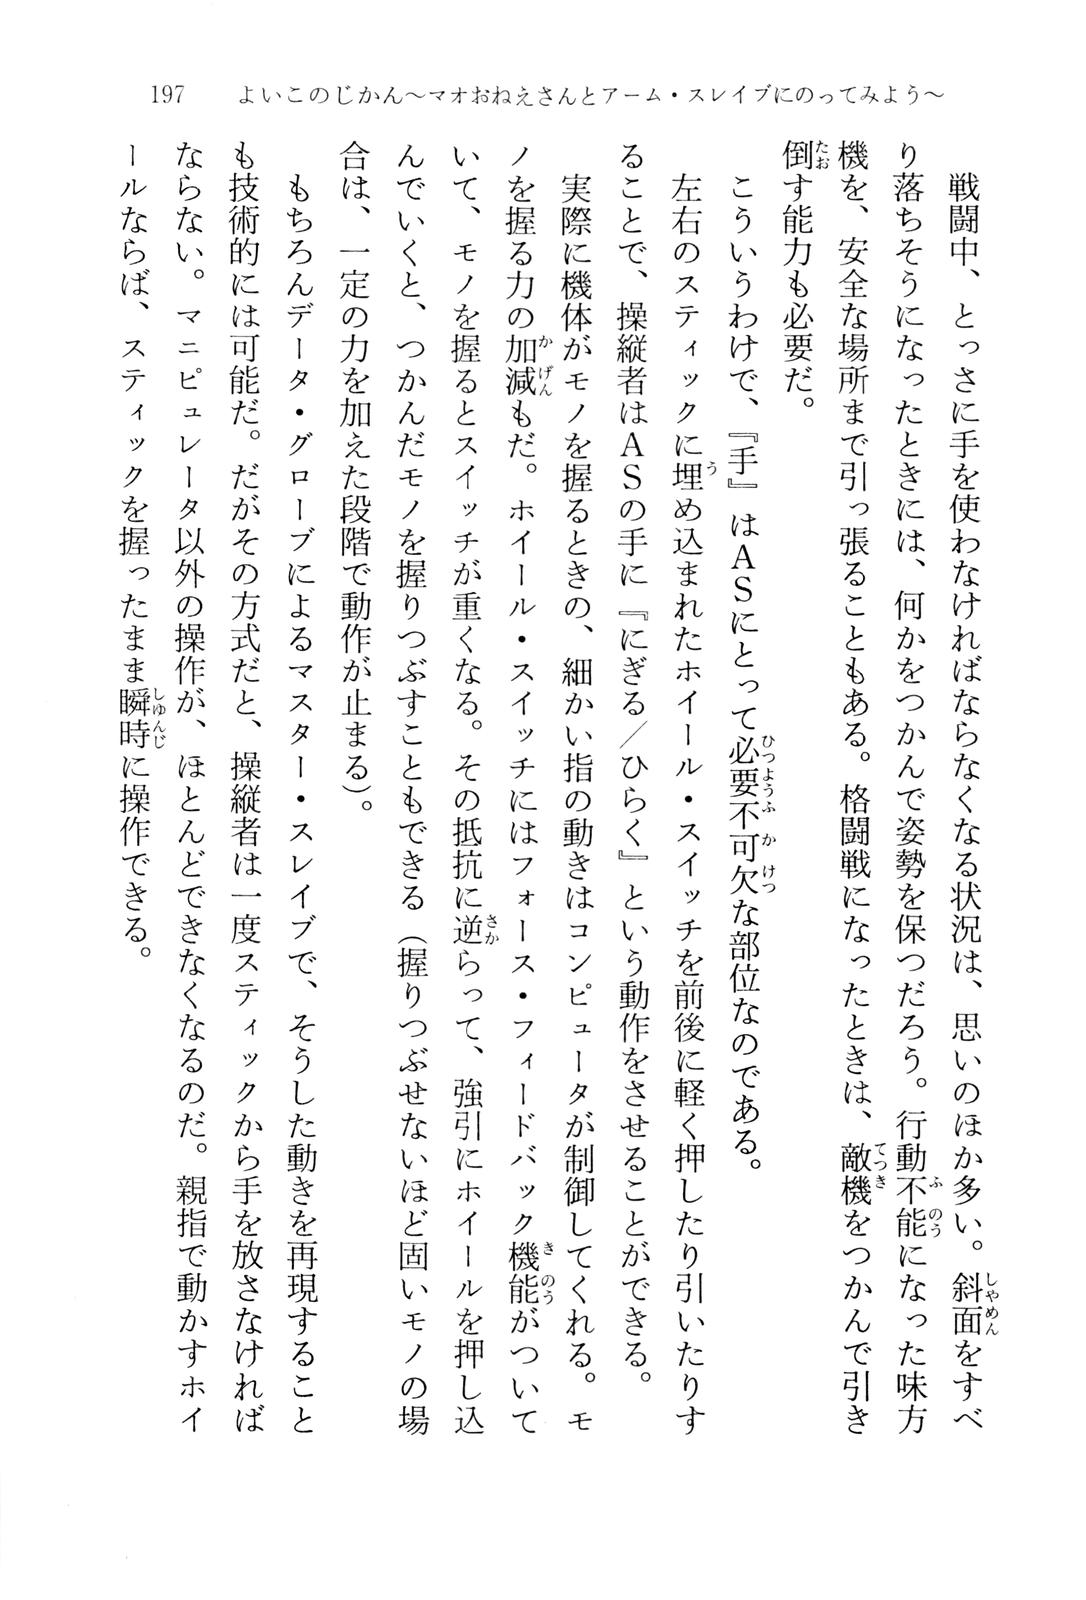 197　よいこのじかん～マオおねえさんとアーム・スレイブにのってみよう～
　戦闘中、とっさに手を使わなければならなくなる状況は、思いのほか多い。斜面をすべ
り落ちそうになったときには、何かをつかんで姿勢を保つだろう。行動不能になった味方
機を、安全な場所まで引っ張ることもある。格闘戦になったときは、敵機をつかんで引き
倒す能力も必要だ。
　こういうわけで、『手』はＡＳにとって必要不可欠な部位なのである。
　左右のスティックに埋め込まれたホイール・スイッチを前後に軽く押したり引いたりす
ることで、操縦者はＡＳの手に『にぎる／ひらく』という動作をさせることができる。
　実際に機体がモノを握るときの、細かい指の動きはコンピュータが制御してくれる。モ
ノを握る力の加減もだ。ホイール・スイッチにはフォース・フィードバック機能がついて
いて、モノを握るとスイッチが重くなる。その抵抗に逆らって、強引にホイールを押し込
んでいくと、つかんだモノを握りつぶすこともできる（握りつぶせないほど固いモノの場
合は、一定の力を加えた段階で動作が止まる）。
　もちろんデータ・グローブによるマスター・スレイブで、そうした動きを再現すること
も技術的には可能だ。だがその方式だと、操縦者は一度スティックから手を放さなければ
ならない。マニピュレータ以外の操作が、ほとんどできなくなるのだ。親指で動かすホイ
ールならば、スティックを握ったまま瞬時に操作できる。